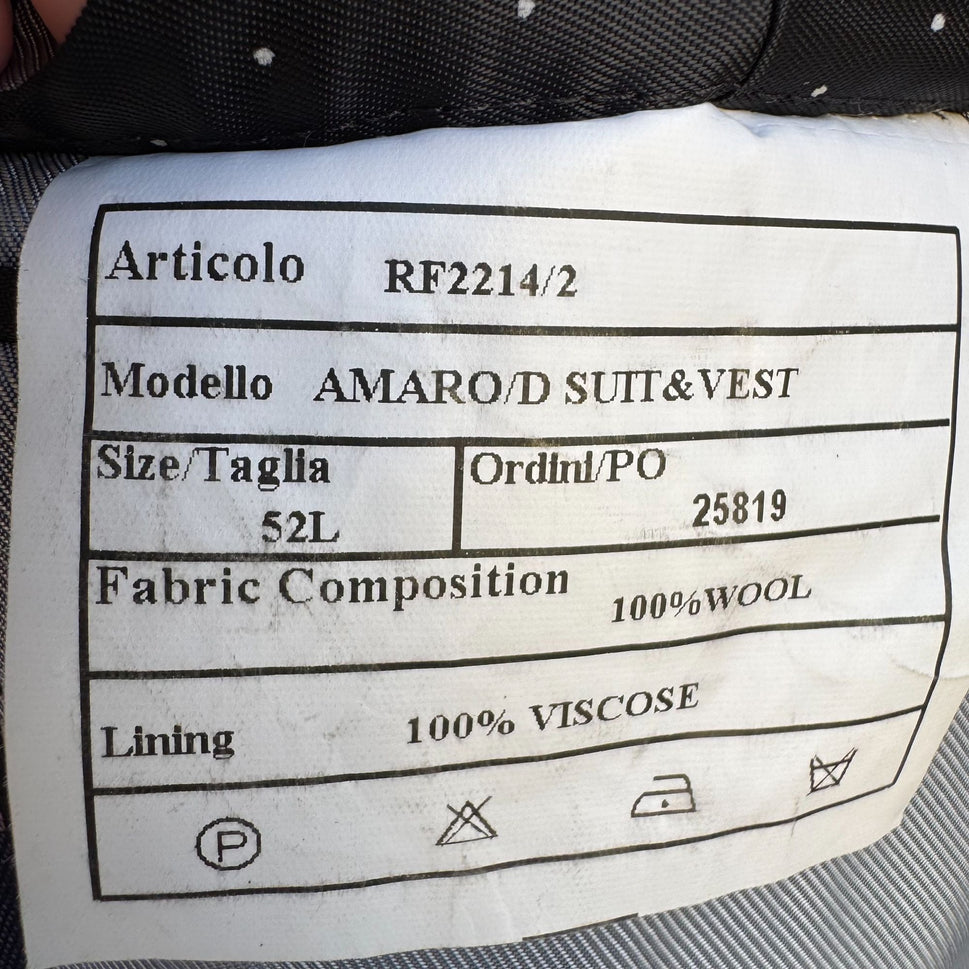 Articolo RF2214/2
Modello AMARO/D SUIT&VEST
Size/Taglia
52L
Ordini/PO
25819
Fabric Composition 100%WOOL
Lining 100% VISCOSE
P